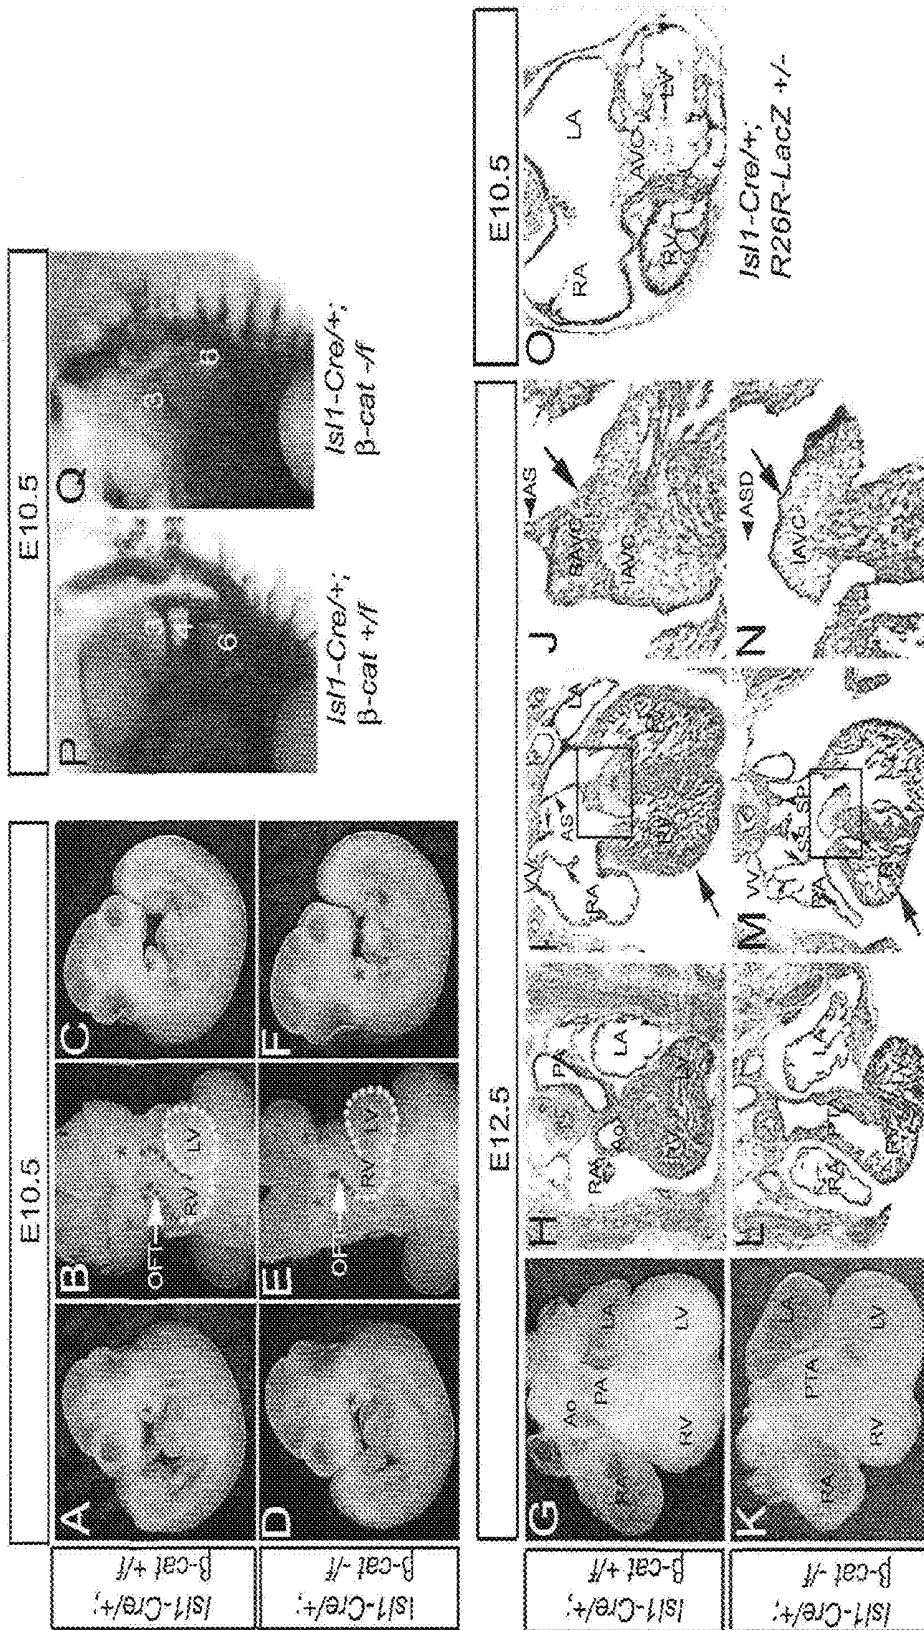 E10.5
Isl1-Cre/+;
β-cat +/f
A
B
OFT
RV
LV
C
Isl1-Cre/+;
β-cat -/f
D
E
OFT
RV
LV
F
E10.5
P
3
4
6
Isl1-Cre/+;
β-cat +/f
Q
3
6
Isl1-Cre/+;
β-cat -/f
E12.5
Isl1-Cre/+;
β-cat +/f
G
Ao
PA
RA
LA
RV
LV
H
PA
LA
RA
Ao
RV
LV
I
VV
LA
AS
RA
J
AS
IAVC
Isl1-Cre/+;
β-cat -/f
K
LA
PTA
RA
RV
LV
L
LA
PTA
RA
RV
M
VV
SS
SP
RA
RV
N
ASD
IAVC
E10.5
O
LA
RA
AVC
LV
RV
Isl1-Cre/+;
R26R-LacZ +/-